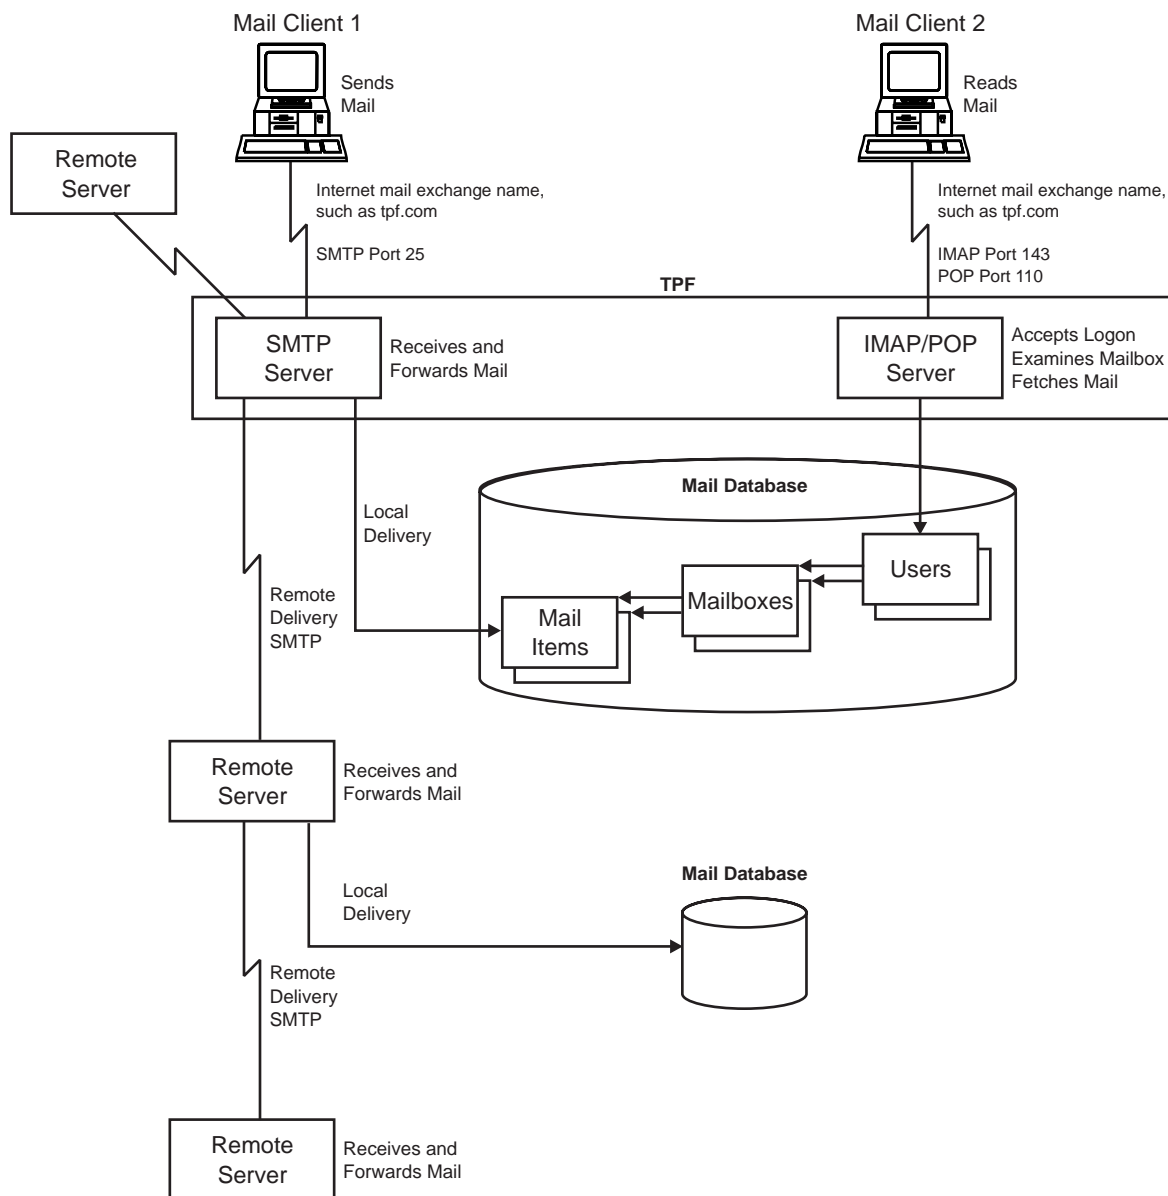 Mail Client 1
Mail Client 2
Sends
Mail
Reads
Mail
Remote
Server
Internet mail exchange name,
such as tpf.com
SMTP Port 25
Internet mail exchange name,
such as tpf.com
IMAP Port 143
POP Port 110
TPF
SMTP
Server
Receives and
Forwards Mail
IMAP/POP
Server
Accepts Logon
Examines Mailbox
Fetches Mail
Mail Database
Local
Delivery
Users
Mailboxes
Mail
Items
Remote
Delivery
SMTP
Remote
Server
Receives and
Forwards Mail
Mail Database
Local
Delivery
Remote
Delivery
SMTP
Remote
Server
Receives and
Forwards Mail